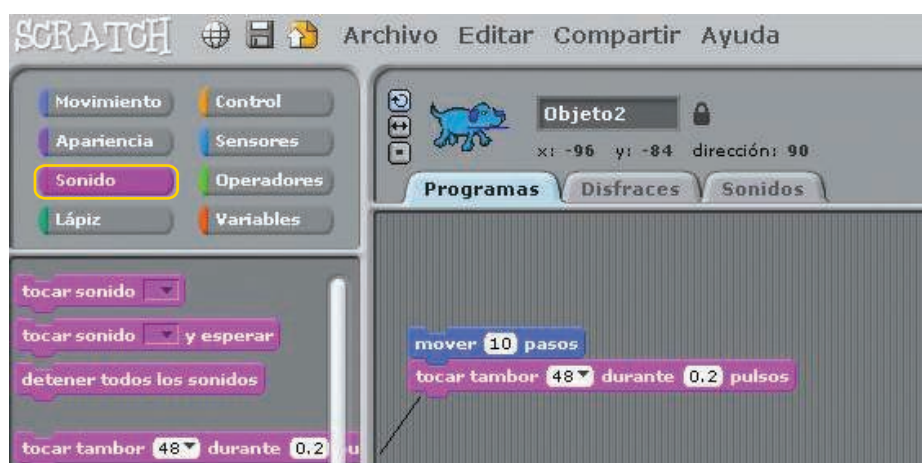 SCRATCH Archivo Editar Compartir Ayuda
Movimiento Control
Apariencia Sensores
Sonido Operadores
Lápiz Variables
Objeto2
x: -96 y: -84 dirección: 90
Programas Disfraces Sonidos
tocar sonido
tocar sonido y esperar
detener todos los sonidos
tocar tambor 48 durante 0.2
mover 10 pasos
tocar tambor 48 durante 0.2 pulsos